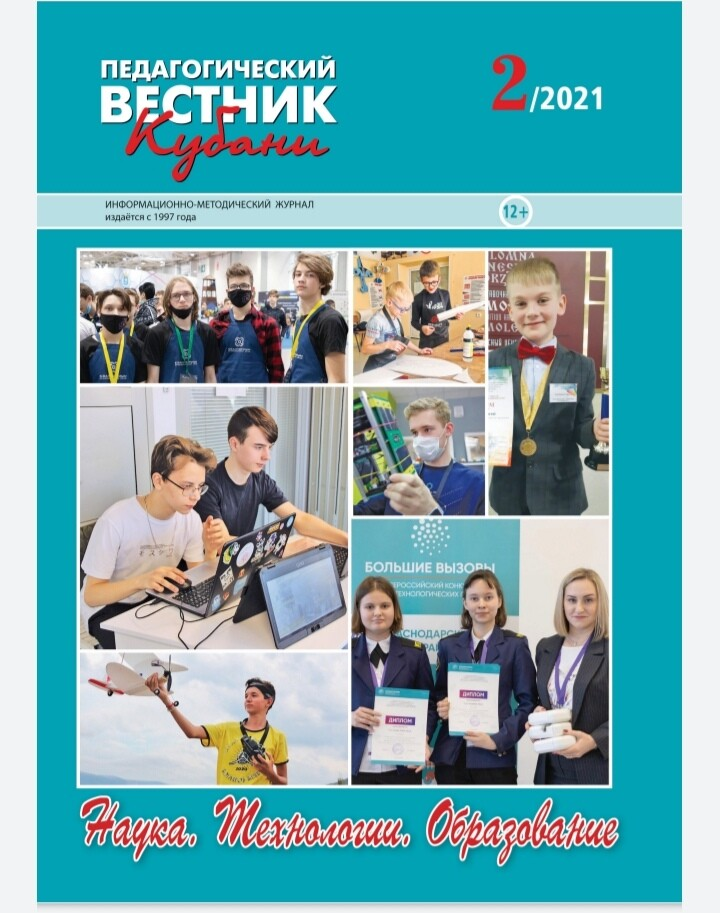 ПЕДАГОГИЧЕСКИЙ
ВЕСТНИК
Кубани
2/2021
ИНФОРМАЦИОННО-МЕТОДИЧЕСКИЙ ЖУРНАЛ
издаётся с 1997 года
12+
БОЛЬШИЕ ВЫЗОВЫ
ДИПЛОМ
ДИПЛОМ
Наука. Технологии. Образование